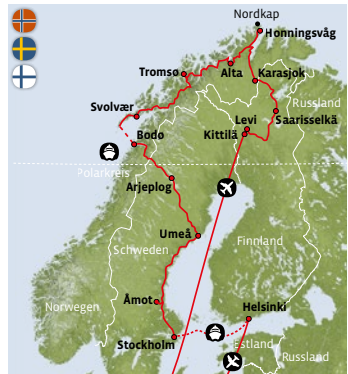 Nordkap
Honningsvåg
Tromsø
Alta
Karasjok
Russland
Svolvær
Levi
Saariselkä
Bodø
Kittilä
Polarkreis
Arjeplog
Umeå
Schweden
Finnland
Norwegen
Åmot
Helsinki
Stockholm
Estland
Russland